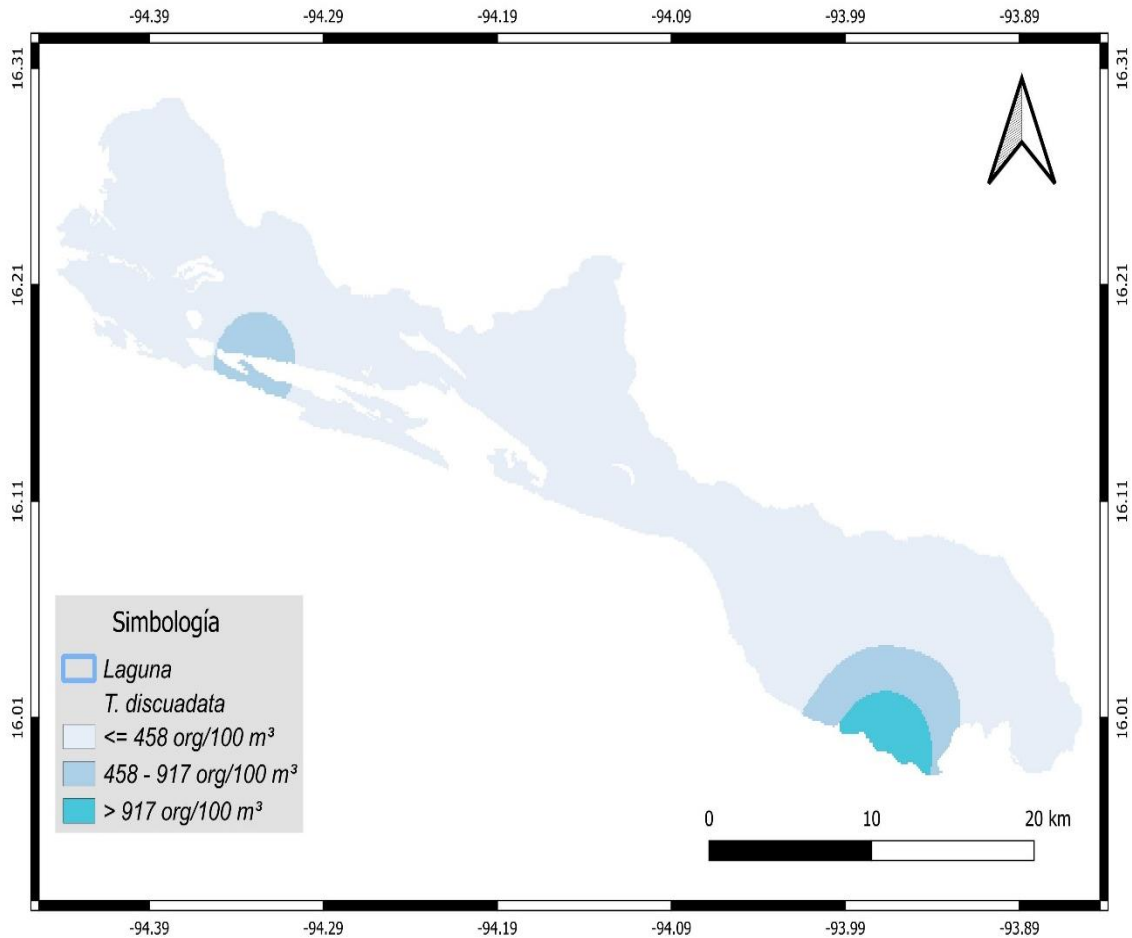 -94.39 -94.29 -94.19 -94.09 -93.99 -93.89
16.31 16.31
16.21 16.21
16.11 16.11
16.01 16.01
Simbología
Laguna
T. discuadata
<= 458 org/100 m³
458 - 917 org/100 m³
> 917 org/100 m³
0 10 20 km
-94.39 -94.29 -94.19 -94.09 -93.99 -93.89